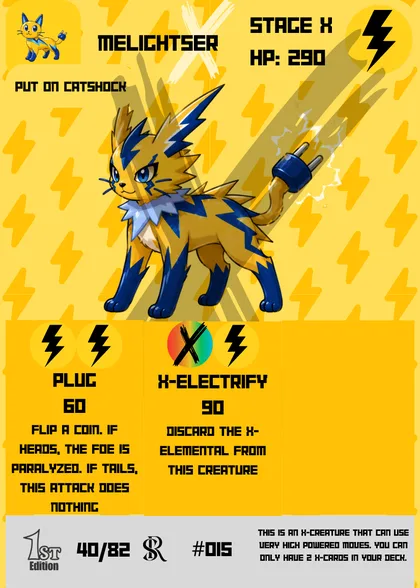 MELIGHTSER
STAGE X
HP: 290
PUT ON CATSHOCK
PLUG
60
FLIP A COIN. IF
HEADS, THE FOE IS
PARALYZED. IF TAILS,
THIS ATTACK DOES
NOTHING
X
X-ELECTRIFY
90
DISCARD THE X-
ELEMENTAL FROM
THIS CREATURE
1ST
Edition
40/82
SR
#015
THIS IS AN X-CREATURE THAT CAN USE
VERY HIGH POWERED MOVES. YOU CAN
ONLY HAVE 2 X-CARDS IN YOUR DECK.